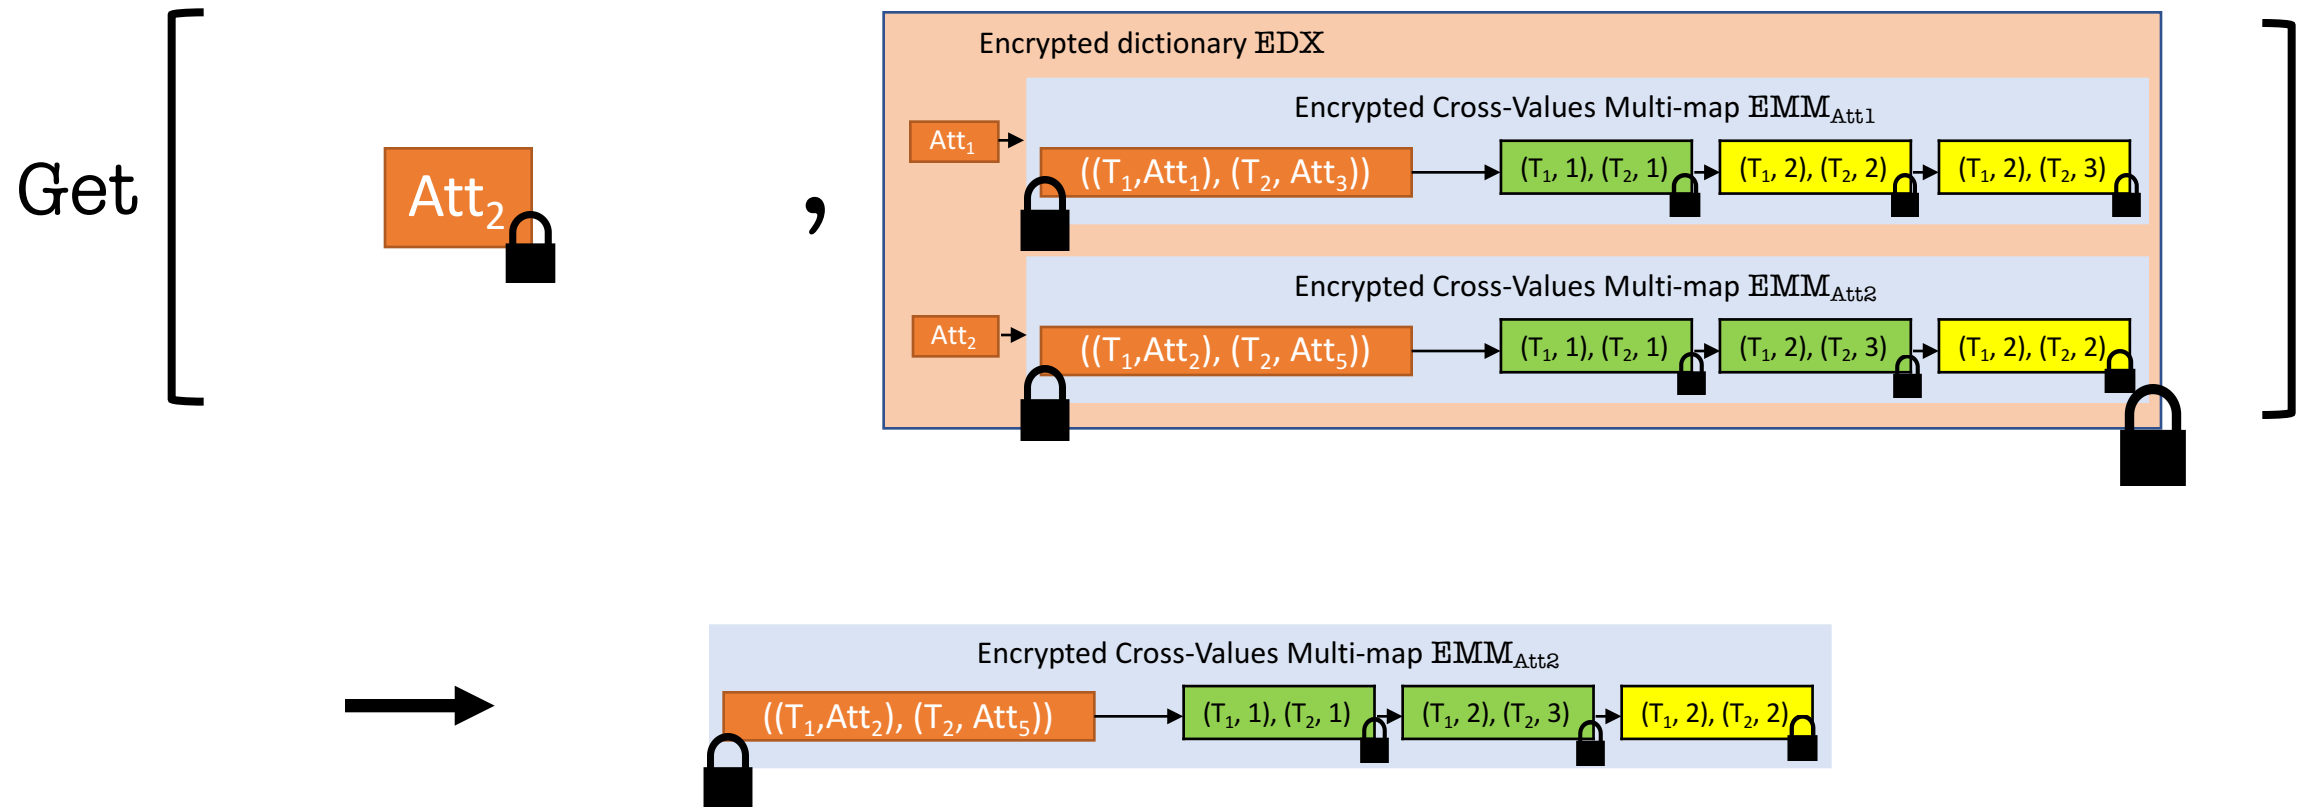 Encrypted dictionary EDX
Encrypted Cross-Values Multi-map EMM_Att1
Att₁
((T₁,Att₁), (T₂, Att₃))
(T₁, 1), (T₂, 1)
(T₁, 2), (T₂, 2)
(T₁, 2), (T₂, 3)
Get
[
Att₂
,
]
Encrypted Cross-Values Multi-map EMM_Att2
Att₂
((T₁,Att₂), (T₂, Att₅))
(T₁, 1), (T₂, 1)
(T₁, 2), (T₂, 3)
(T₁, 2), (T₂, 2)
Encrypted Cross-Values Multi-map EMM_Att2
((T₁,Att₂), (T₂, Att₅))
(T₁, 1), (T₂, 1)
(T₁, 2), (T₂, 3)
(T₁, 2), (T₂, 2)